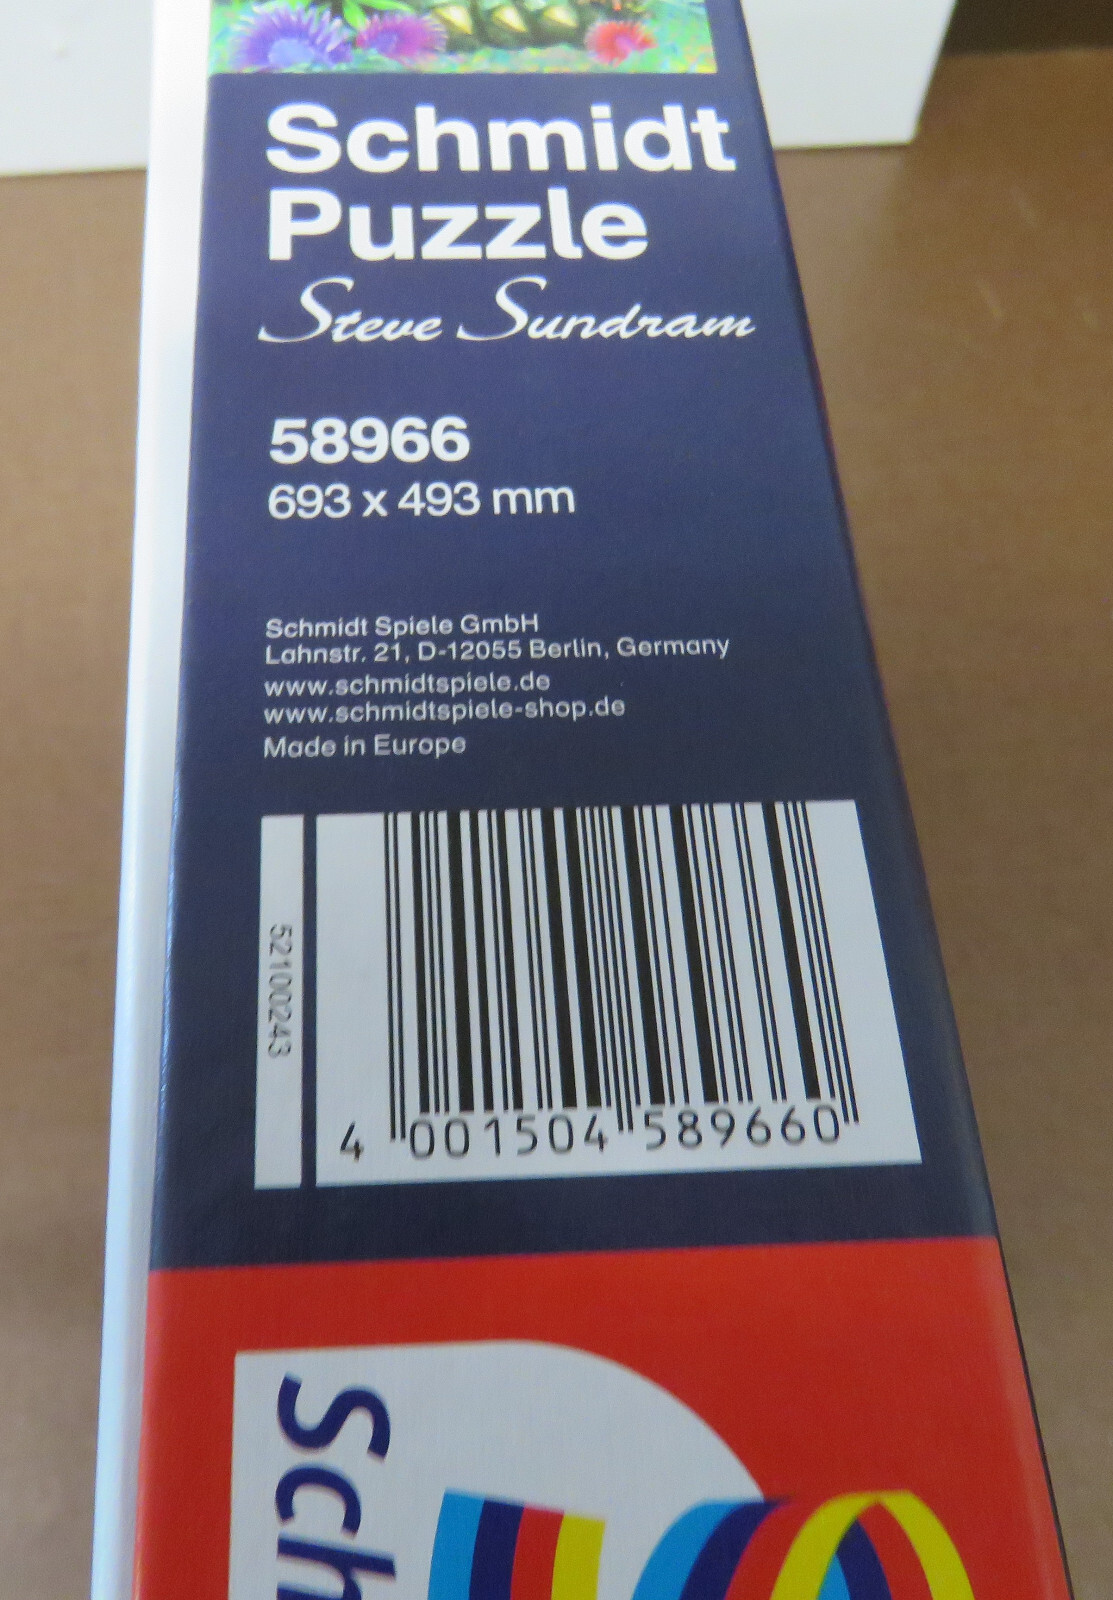 Schmidt
Puzzle
Steve Sundram
58966
693 x 493 mm
Schmidt Spiele GmbH
Lahnstr. 21, D-12055 Berlin, Germany
www.schmidtspiele.de
www.schmidtspiele-shop.de
Made in Europe
52100243
4 001504 589660
Sch